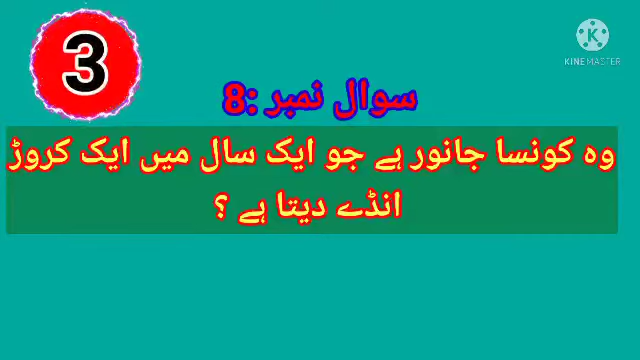 3
KINEMASTER
سوال نمبر :8
وہ کونسا جانور ہے جو ایک سال میں ایک کروڑ
انڈے دیتا ہے ؟